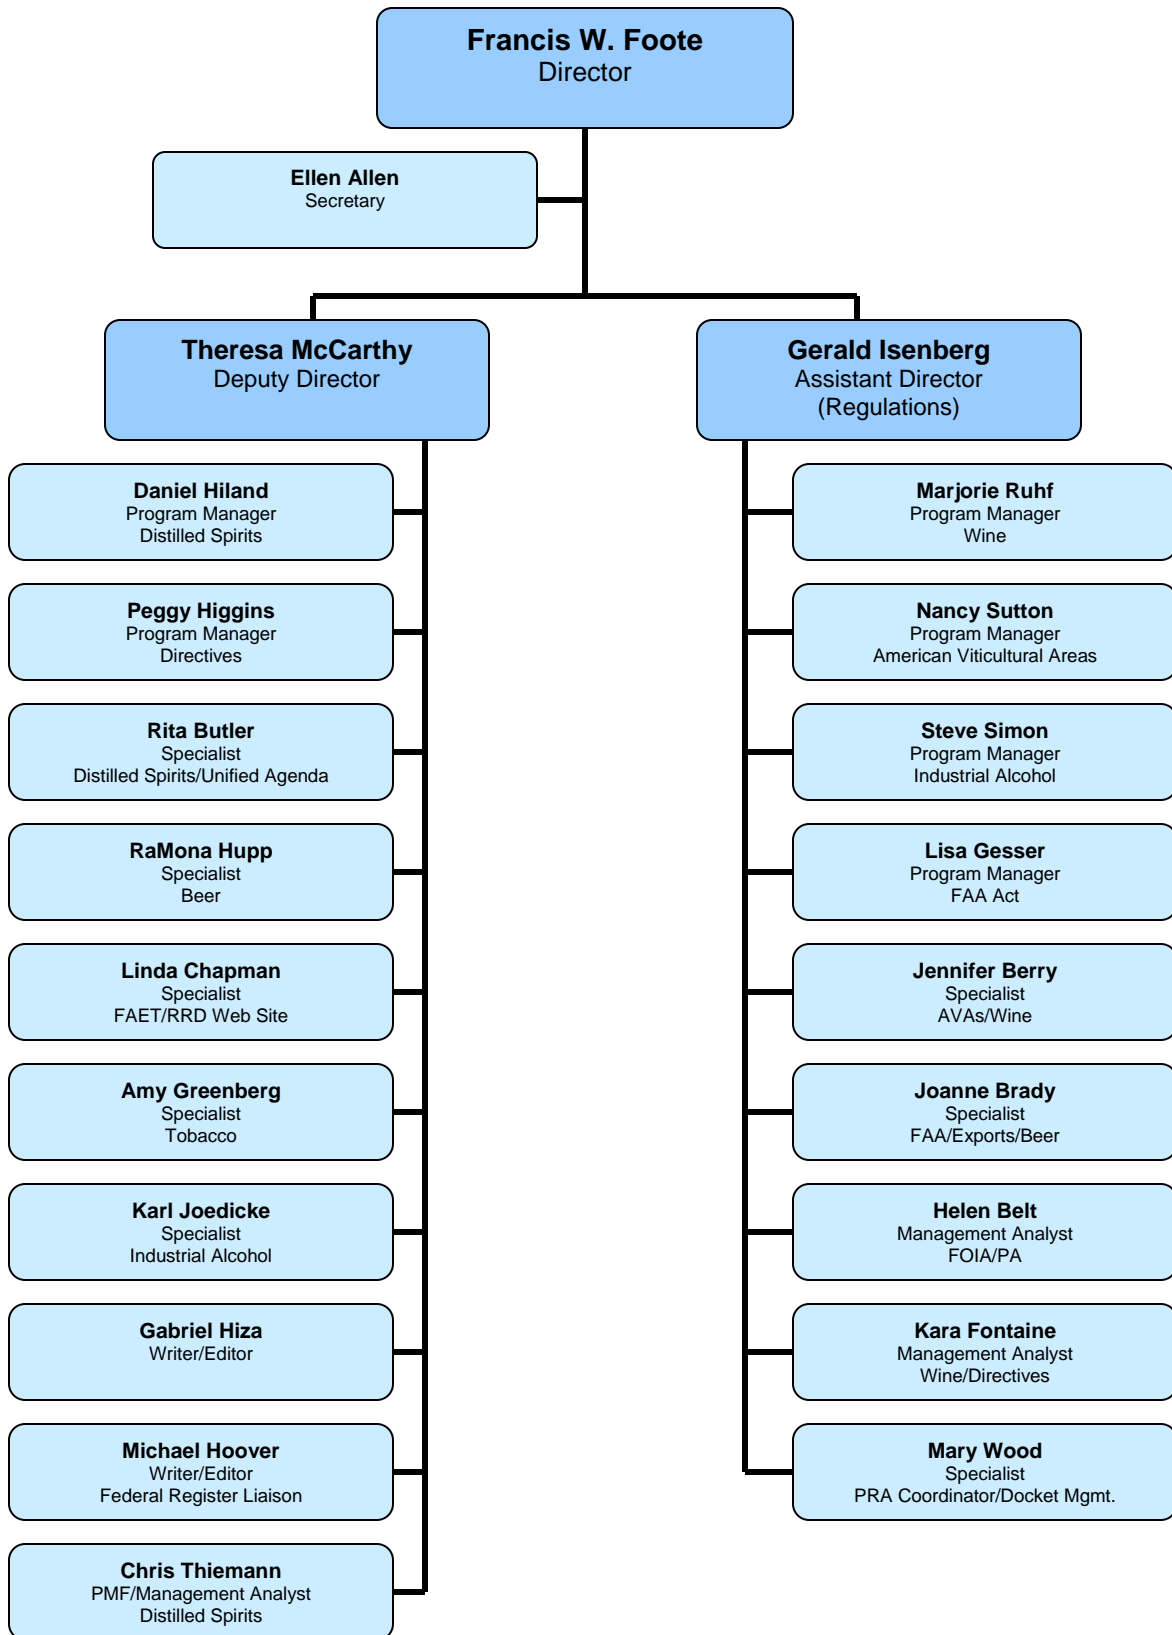 Francis W. Foote
Director
Ellen Allen
Secretary
Theresa McCarthy
Deputy Director
Gerald Isenberg
Assistant Director
(Regulations)
Daniel Hiland
Program Manager
Distilled Spirits
Peggy Higgins
Program Manager
Directives
Rita Butler
Specialist
Distilled Spirits/Unified Agenda
RaMona Hupp
Specialist
Beer
Linda Chapman
Specialist
FAET/RRD Web Site
Amy Greenberg
Specialist
Tobacco
Karl Joedicke
Specialist
Industrial Alcohol
Gabriel Hiza
Writer/Editor
Michael Hoover
Writer/Editor
Federal Register Liaison
Chris Thiemann
PMF/Management Analyst
Distilled Spirits
Marjorie Ruhf
Program Manager
Wine
Nancy Sutton
Program Manager
American Viticultural Areas
Steve Simon
Program Manager
Industrial Alcohol
Lisa Gesser
Program Manager
FAA Act
Jennifer Berry
Specialist
AVAs/Wine
Joanne Brady
Specialist
FAA/Exports/Beer
Helen Belt
Management Analyst
FOIA/PA
Kara Fontaine
Management Analyst
Wine/Directives
Mary Wood
Specialist
PRA Coordinator/Docket Mgmt.